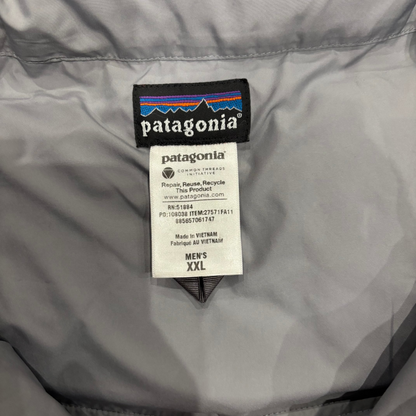 patagonia®
patagonia®
COMMON THREADS
INITIATIVE
Repair, Reuse, Recycle
This Product
www.patagonia.com
RN:51884
PO:108036 ITEM:27571FA11
885657061747
Made in VIETNAM
Fabriqué AU VIETNAM
MEN'S
XXL